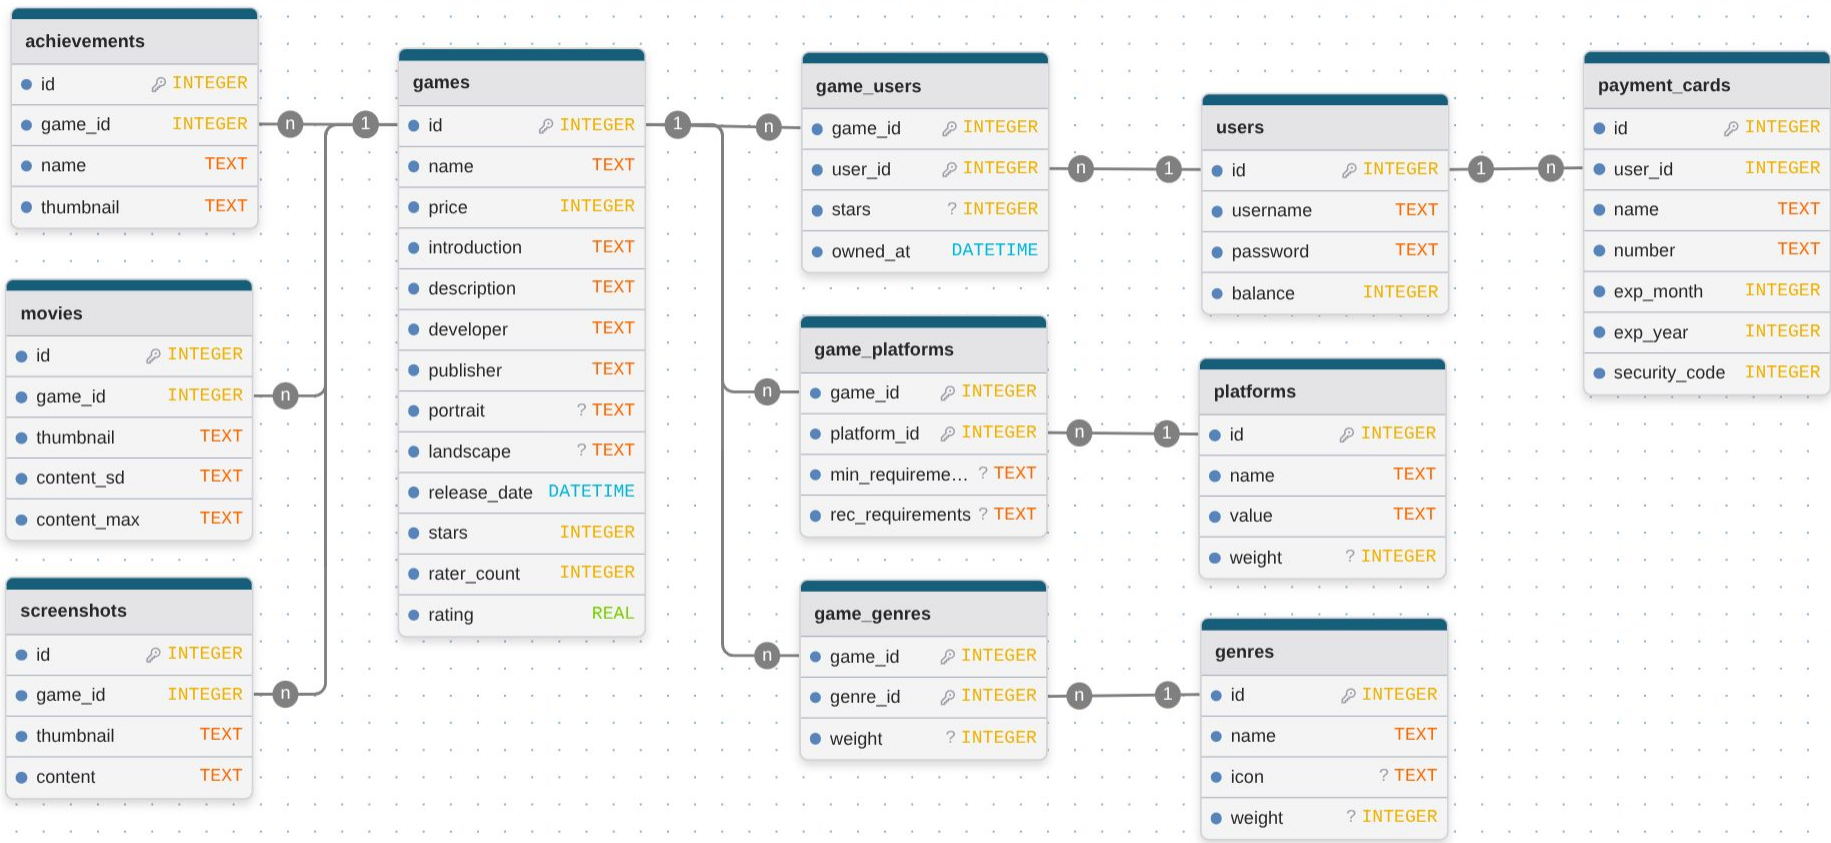 achievements
id INTEGER
game_id INTEGER
name TEXT
thumbnail TEXT
movies
id INTEGER
game_id INTEGER
thumbnail TEXT
content_sd TEXT
content_max TEXT
screenshots
id INTEGER
game_id INTEGER
thumbnail TEXT
content TEXT
n
n
n
1
games
id INTEGER
name TEXT
price INTEGER
introduction TEXT
description TEXT
developer TEXT
publisher TEXT
portrait ? TEXT
landscape ? TEXT
release_date DATETIME
stars INTEGER
rater_count INTEGER
rating REAL
1
n
n
n
game_users
game_id INTEGER
user_id INTEGER
stars ? INTEGER
owned_at DATETIME
game_platforms
game_id INTEGER
platform_id INTEGER
min_requireme... ? TEXT
rec_requirements ? TEXT
game_genres
game_id INTEGER
genre_id INTEGER
weight ? INTEGER
n 1
n 1
n 1
users
id INTEGER
username TEXT
password TEXT
balance INTEGER
platforms
id INTEGER
name TEXT
value TEXT
weight ? INTEGER
genres
id INTEGER
name TEXT
icon ? TEXT
weight ? INTEGER
1 n
payment_cards
id INTEGER
user_id INTEGER
name TEXT
number TEXT
exp_month INTEGER
exp_year INTEGER
security_code INTEGER